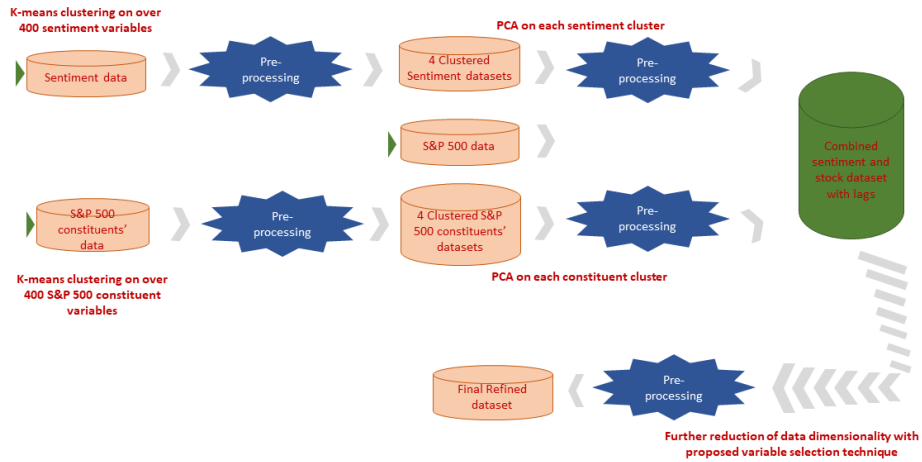 K-means clustering on over
400 sentiment variables
PCA on each sentiment cluster
Sentiment data
Pre-
processing
4 Clustered
Sentiment datasets
Pre-
processing
S&P 500 data
Combined
sentiment and
stock dataset
with lags
S&P 500
constituents'
data
Pre-
processing
4 Clustered S&P
500 constituents'
datasets
Pre-
processing
K-means clustering on over
400 S&P 500 constituent
variables
PCA on each constituent cluster
Final Refined
dataset
Pre-
processing
Further reduction of data dimensionality with
proposed variable selection technique